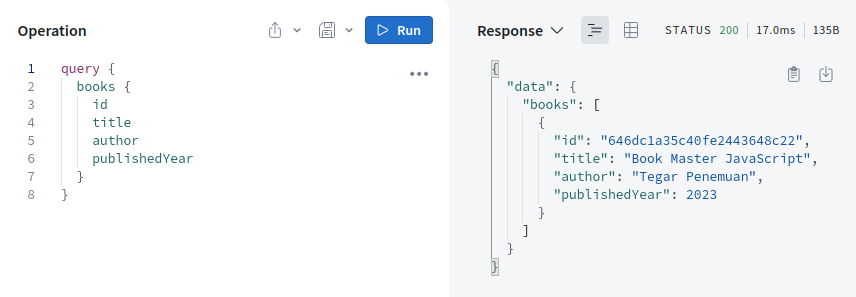 Operation
Run
1 query {
2 books {
3 id
4 title
5 author
6 publishedYear
7 }
8 }
Response
STATUS 200 17.0ms 135B
{
"data": {
"books": [
{
"id": "646dc1a35c40fe2443648c22",
"title": "Book Master JavaScript",
"author": "Tegar Penemuan",
"publishedYear": 2023
}
]
}
}